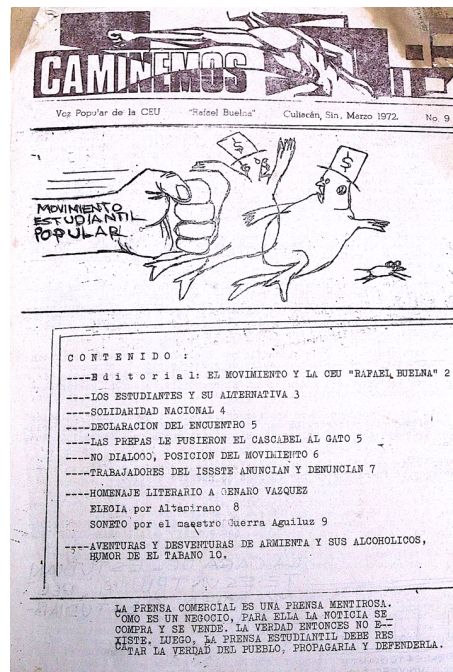 CAMINEMOS
Voz Popular de la CEU "Rafael Buelna" Culiacán, Sin, Marzo 1972. No. 9
MOVIMIENTO
ESTUDIANTIL
POPULAR
$
$
CONTENIDO :
----Editorial: EL MOVIMIENTO Y LA CEU "RAFAEL BUELNA" 2
----LOS ESTUDIANTES Y SU ALTERNATIVA 3
----SOLIDARIDAD NACIONAL 4
----DECLARACION DEL ENCUENTRO 5
----LAS PREPAS LE PUSIERON EL CASCABEL AL GATO 5
----NO DIALOGO, POSICION DEL MOVIMIENTO 6
----TRABAJADORES DEL ISSSTE ANUNCIAN Y DENUNCIAN 7
----HOMENAJE LITERARIO A GENARO VAZQUEZ
ELEGIA por Altamirano 8
SONETO por el maestro Guerra Aguiluz 9
----AVENTURAS Y DESVENTURAS DE ARMIENTA Y SUS ALCOHOLICOS,
HUMOR DE EL TABANO 10.
LA PRENSA COMERCIAL ES UNA PRENSA MENTIROSA.
COMO ES UN NEGOCIO, PARA ELLA LA NOTICIA SE
COMPRA Y SE VENDE. LA VERDAD ENTONCES NO E--
XISTE. LUEGO, LA PRENSA ESTUDIANTIL DEBE RES
CATAR LA VERDAD DEL PUEBLO, PROPAGARLA Y DEFENDERLA.